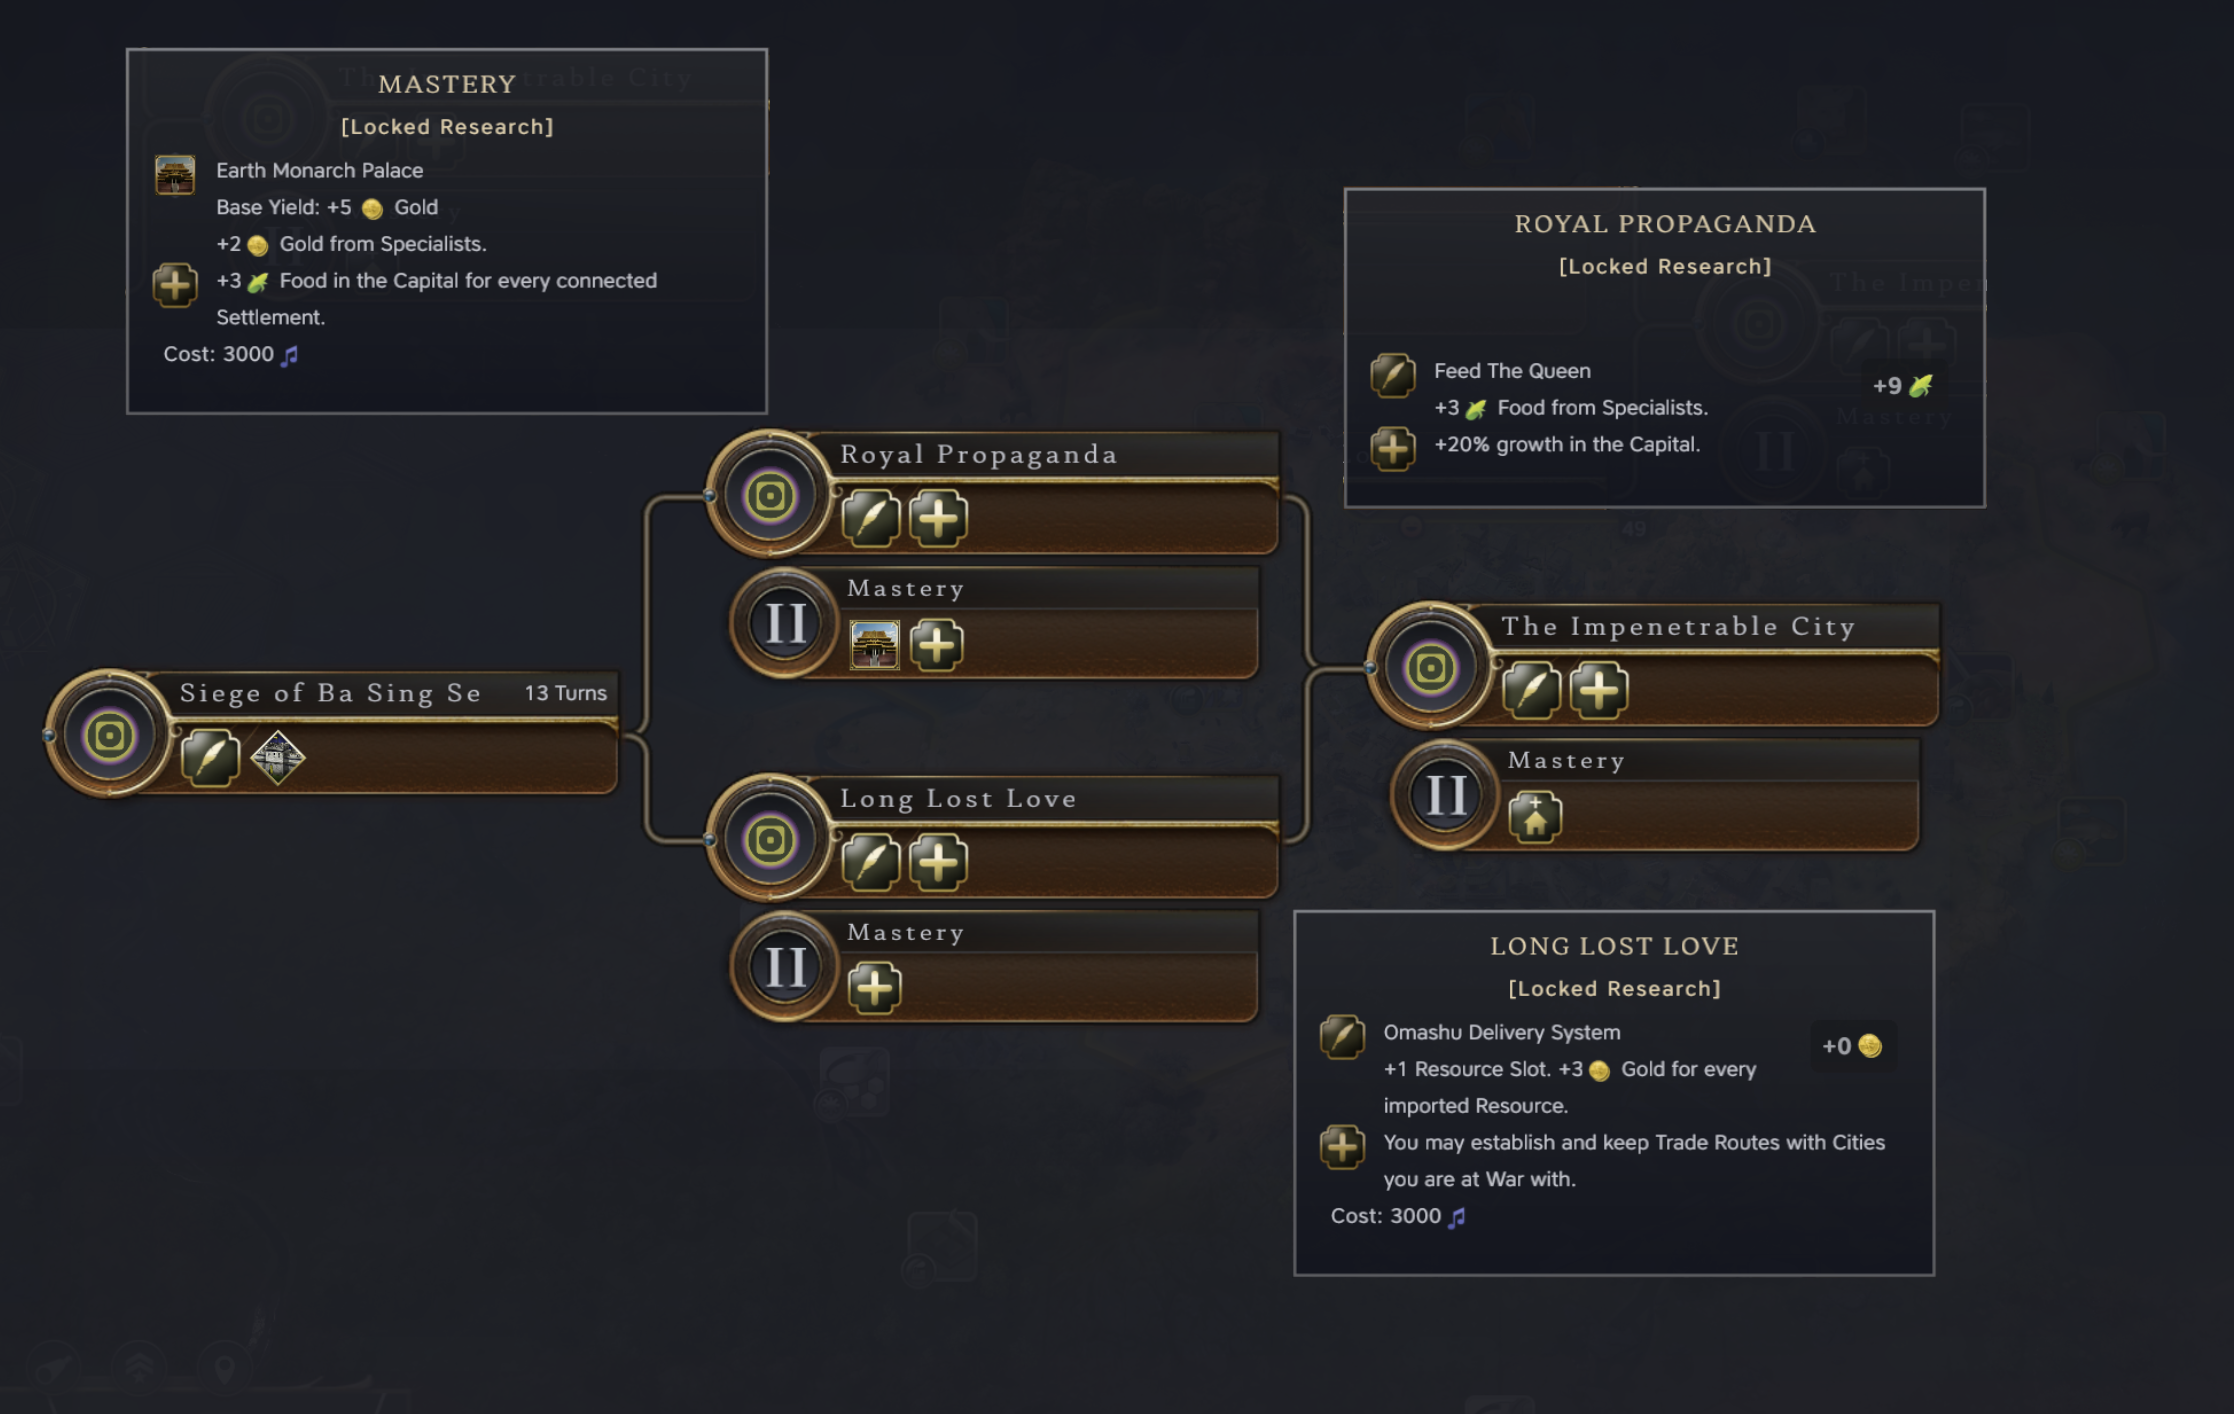 MASTERY
[Locked Research]
Earth Monarch Palace
Base Yield: +5 Gold
+2 Gold from Specialists.
+3 Food in the Capital for every connected
Settlement.
Cost: 3000
ROYAL PROPAGANDA
[Locked Research]
Feed The Queen
+9
+3 Food from Specialists.
+20% growth in the Capital.
Royal Propaganda
II
Mastery
The Impenetrable City
II
Mastery
Siege of Ba Sing Se 13 Turns
Long Lost Love
II
Mastery
LONG LOST LOVE
[Locked Research]
Omashu Delivery System
+0
+1 Resource Slot. +3 Gold for every
imported Resource.
You may establish and keep Trade Routes with Cities
you are at War with.
Cost: 3000
49